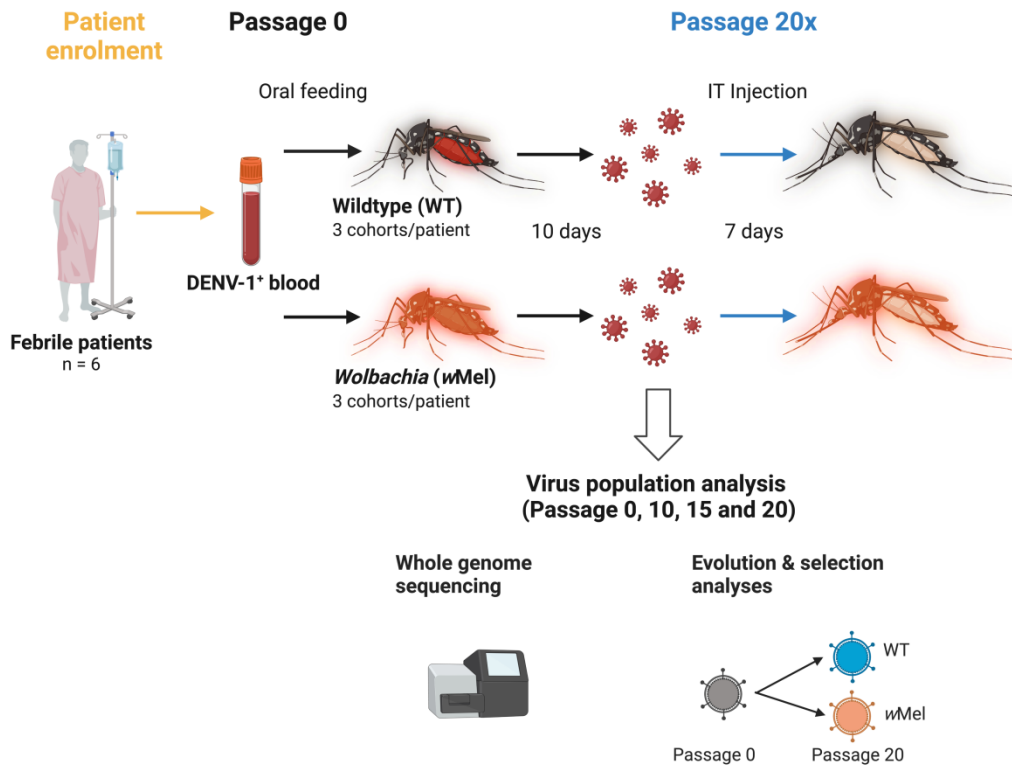 Patient
enrolment
Passage 0
Passage 20x
Oral feeding
IT Injection
Wildtype (WT)
3 cohorts/patient
10 days
7 days
DENV-1⁺ blood
Febrile patients
n = 6
Wolbachia (wMel)
3 cohorts/patient
Virus population analysis
(Passage 0, 10, 15 and 20)
Whole genome
sequencing
Evolution & selection
analyses
WT
wMel
Passage 0
Passage 20